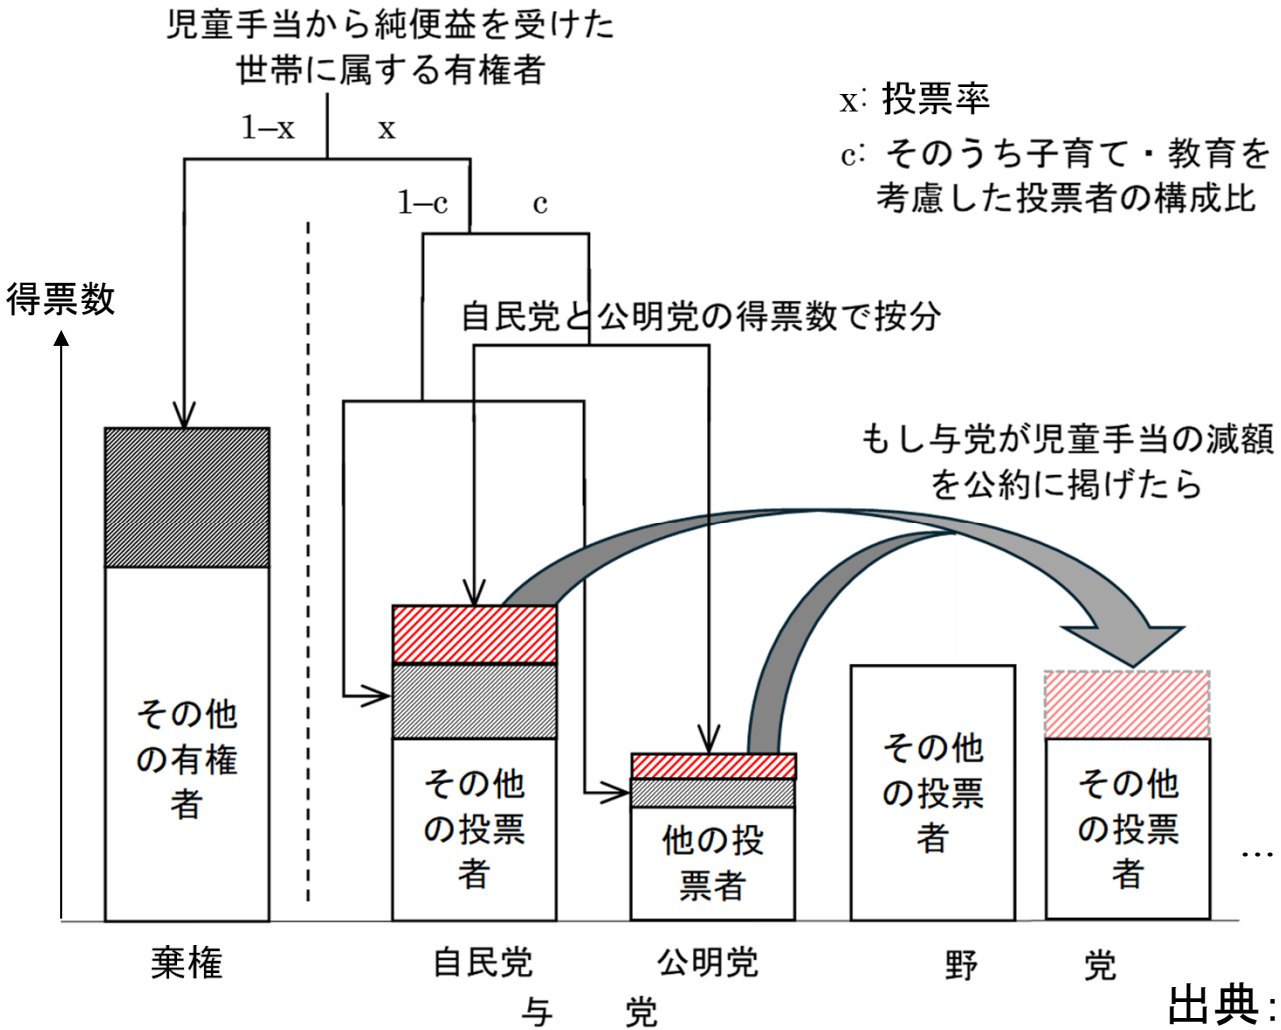 児童手当から純便益を受けた
世帯に属する有権者
1–x
x
x: 投票率
c: そのうち子育て・教育を
考慮した投票者の構成比
1–c
c
得票数
自民党と公明党の得票数で按分
もし与党が児童手当の減額
を公約に掲げたら
その他
の有権
者
その他
の投票
者
他の投
票者
その他
の投票
者
その他
の投票
者
…
棄権
自民党
公明党
野 党
与 党
出典: